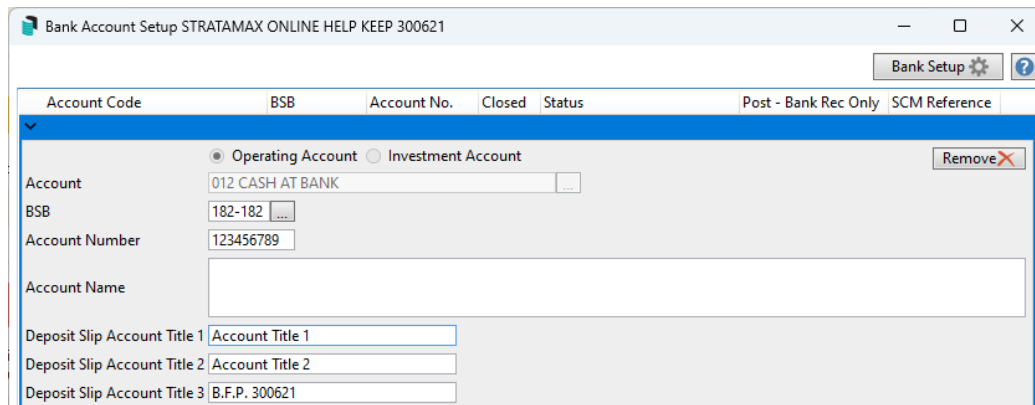 Bank Account Setup STRATAMAX ONLINE HELP KEEP 300621
Bank Setup
Account Code BSB Account No. Closed Status Post - Bank Rec Only SCM Reference
Operating Account Investment Account Remove
Account 012 CASH AT BANK ...
BSB 182-182 ...
Account Number 123456789
Account Name
Deposit Slip Account Title 1 Account Title 1
Deposit Slip Account Title 2 Account Title 2
Deposit Slip Account Title 3 B.F.P. 300621